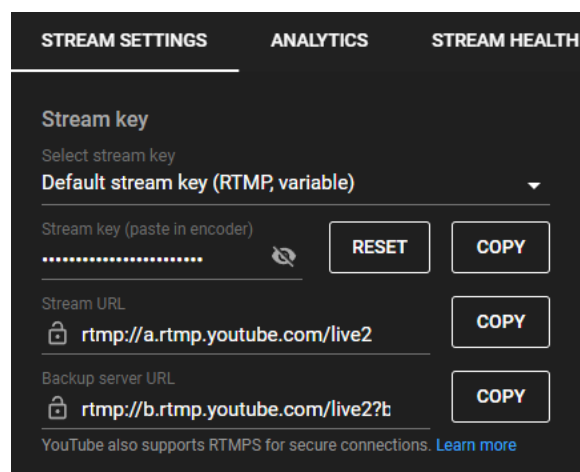 STREAM SETTINGS ANALYTICS STREAM HEALTH
Stream key
Select stream key
Default stream key (RTMP, variable)
Stream key (paste in encoder)
•••••••••••••••••••••••• RESET COPY
Stream URL
rtmp://a.rtmp.youtube.com/live2 COPY
Backup server URL
rtmp://b.rtmp.youtube.com/live2?b COPY
YouTube also supports RTMPS for secure connections. Learn more